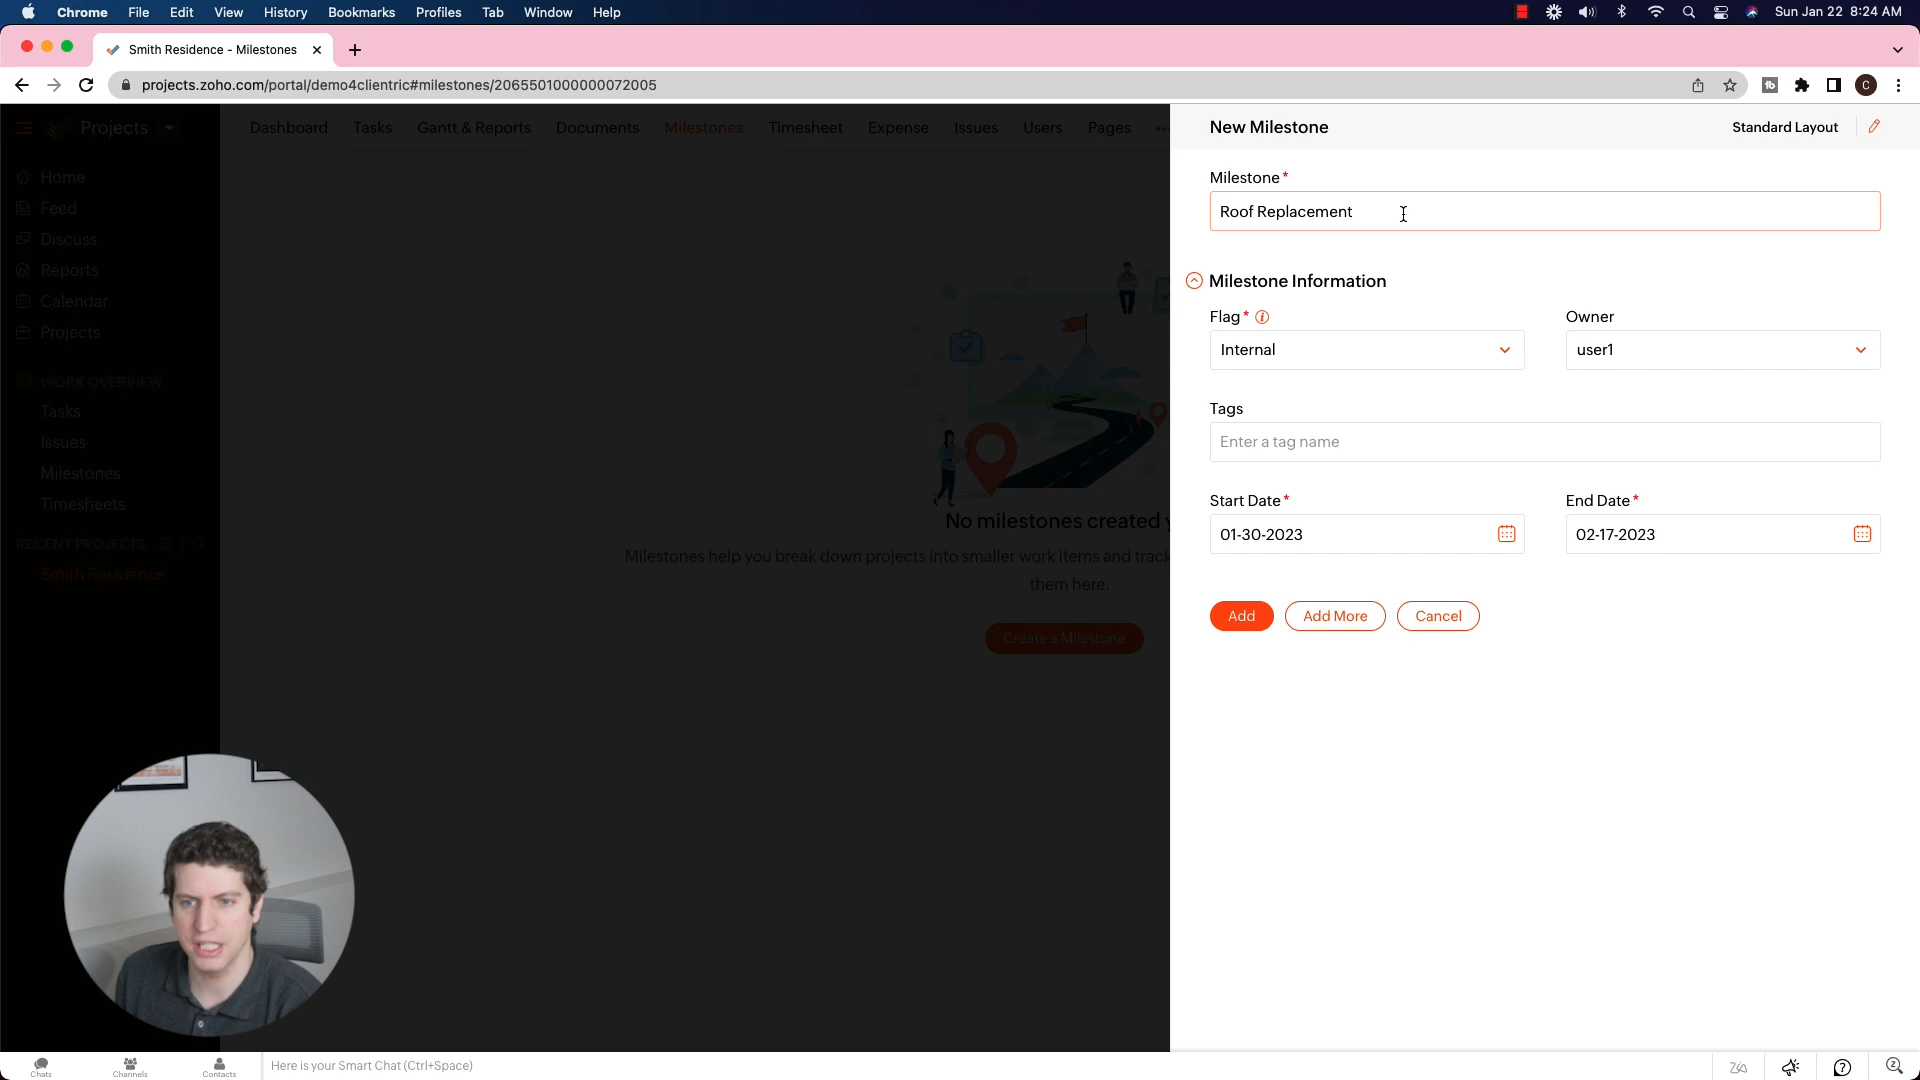 Chrome File Edit View History Bookmarks Profiles Tab Window Help Sun Jan 22 8:24 AM
Smith Residence - Milestones
projects.zoho.com/portal/demo4clientric#milestones/2065501000000072005
C
Projects
Dashboard Tasks Gantt & Reports Documents Milestones Timesheet Expense Issues Users Pages
Home
Feed
Discuss
Reports
Calendar
Projects
WORK OVERVIEW
Tasks
Issues
Milestones
Timesheets
RECENT PROJECTS
Smith Residence
No milestones created y
Milestones help you break down projects into smaller work items and track
them here.
Create a Milestone
New Milestone Standard Layout
Milestone *
Roof Replacement
Milestone Information
Flag * Owner
Internal user1
Tags
Enter a tag name
Start Date * End Date *
01-30-2023 02-17-2023
Add Add More Cancel
Chats Channels Contacts Here is your Smart Chat (Ctrl+Space)